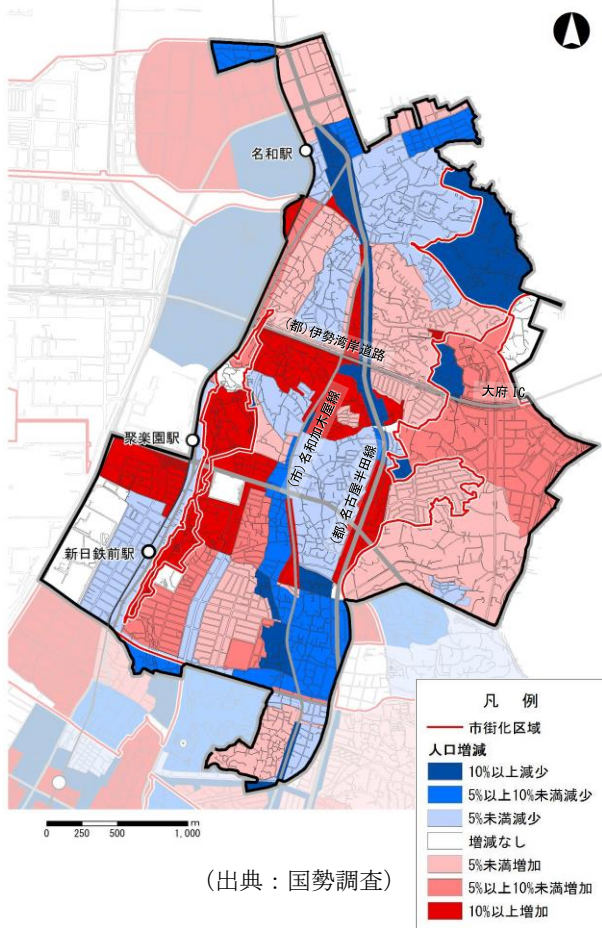 名和駅
(都)伊勢湾岸道路
大府 IC
(市)名和加木屋線
聚楽園駅
(都)名古屋半田線
新日鉄前駅
凡 例
市街化区域
人口増減
10%以上減少
5%以上10%未満減少
5%未満減少
増減なし
5%未満増加
5%以上10%未満増加
10%以上増加
0 250 500 1,000 m
(出典:国勢調査)